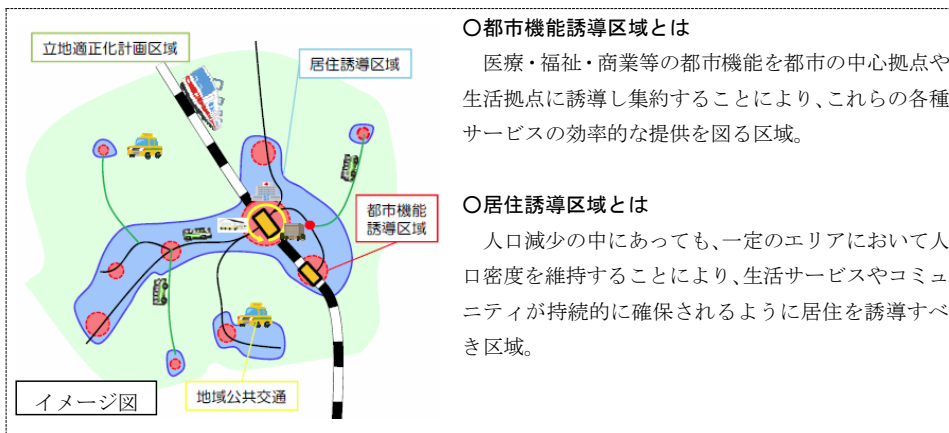 立地適正化計画区域
居住誘導区域
都市機能
誘導区域
地域公共交通
イメージ図
〇都市機能誘導区域とは
医療・福祉・商業等の都市機能を都市の中心拠点や
生活拠点に誘導し集約することにより、これらの各種
サービスの効率的な提供を図る区域。
〇居住誘導区域とは
人口減少の中にあっても、一定のエリアにおいて人
口密度を維持することにより、生活サービスやコミュ
ニティが持続的に確保されるように居住を誘導すべ
き区域。